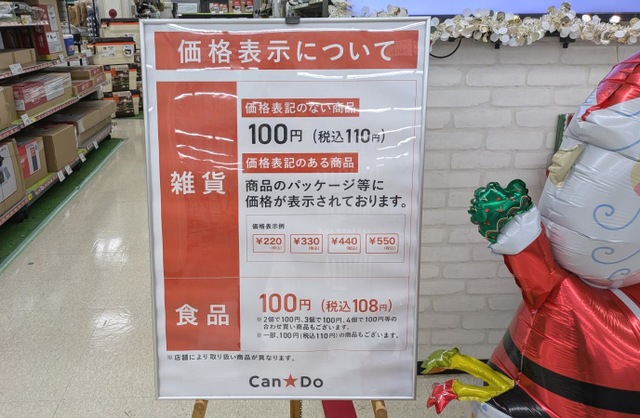 価格表示について
雑貨
価格表記のない商品
100円（税込110円）
価格表記のある商品
商品のパッケージ等に
価格が表示されております。
価格表示例
¥220(税込) ¥330(税込) ¥440(税込) ¥550(税込)
食品
100円（税込108円）
※2個で100円、3個で100円、4個で100円等の
合わせ買い商品もございます。
※一部、100円(税込110円)の商品もございます。
※店舗により取り扱い商品が異なります。
Can★Do